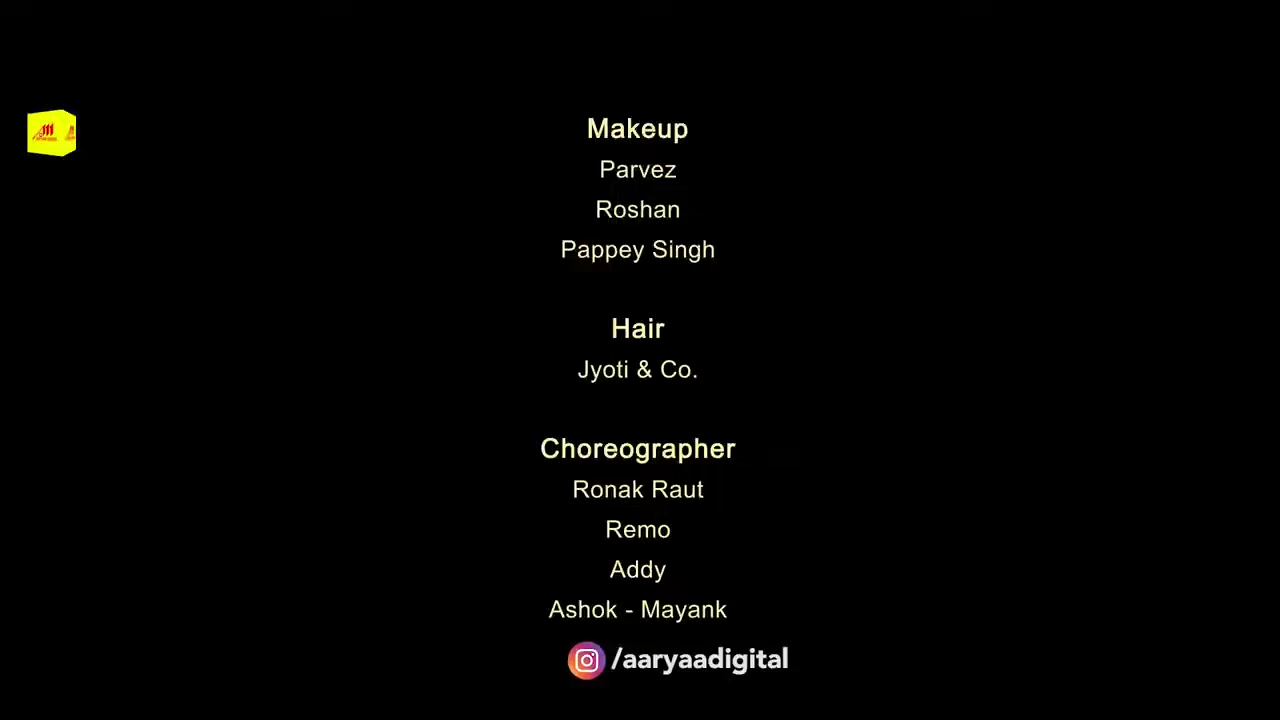 Makeup
Parvez
Roshan
Pappey Singh
Hair
Jyoti & Co.
Choreographer
Ronak Raut
Remo
Addy
Ashok - Mayank
/aaryaadigital